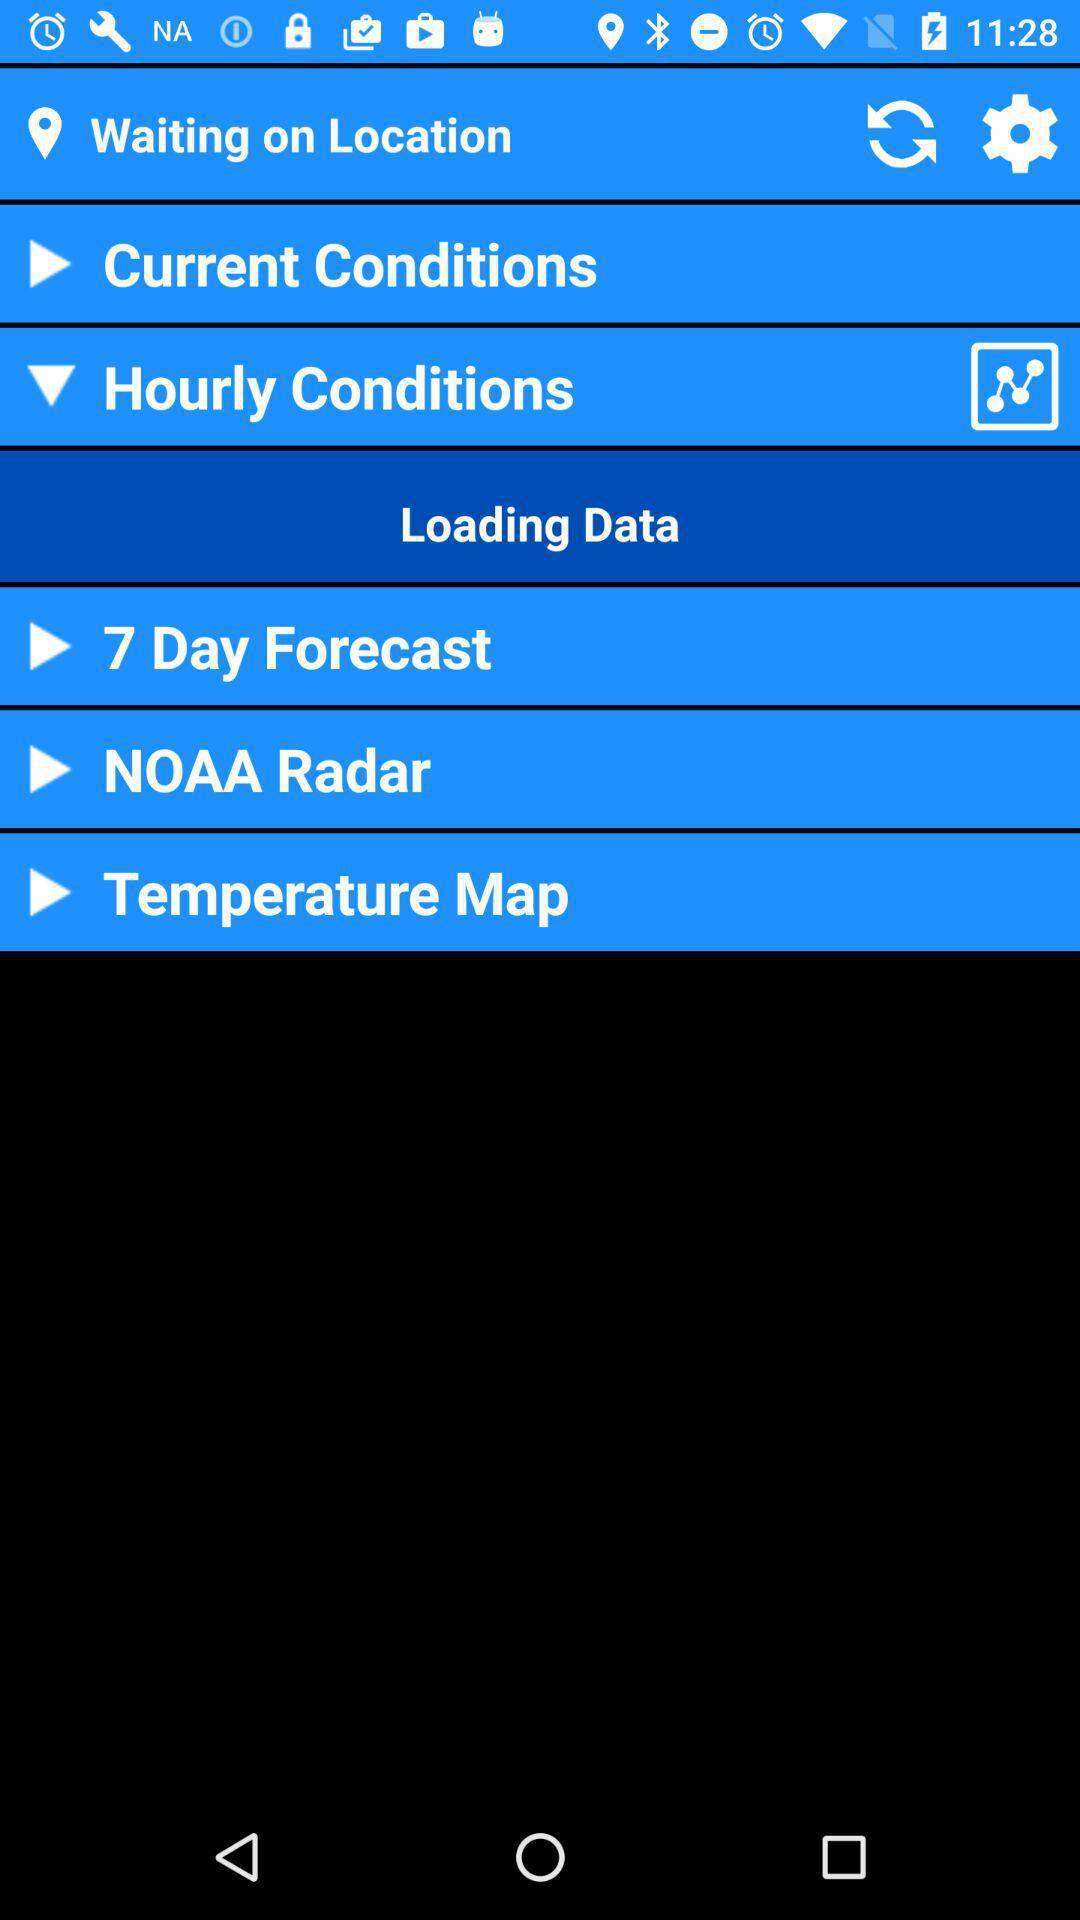 NA 11:28
Waiting on Location
Current Conditions
Hourly Conditions
Loading Data
7 Day Forecast
NOAA Radar
Temperature Map